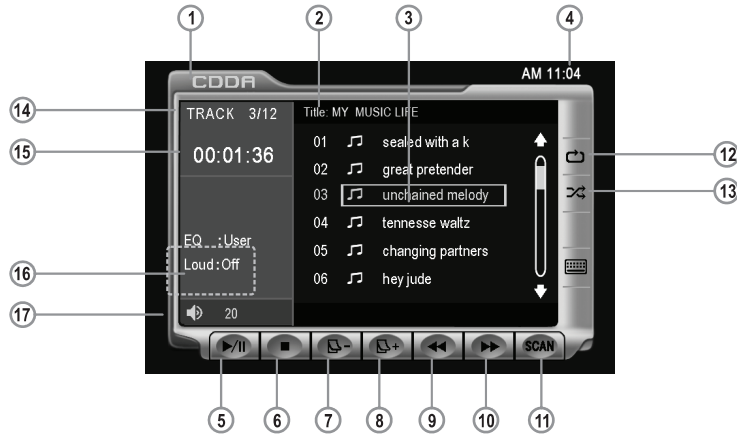 1 2 3 4
CDDA AM 11:04
14 TRACK 3/12 Title: MY MUSIC LIFE
15 00:01:36
01 sealed with a k
02 great pretender
03 unchained melody
04 tennesse waltz
05 changing partners
06 hey jude
12
13
EQ :User
16 Loud:Off
17 20
SCAN
5 6 7 8 9 10 11